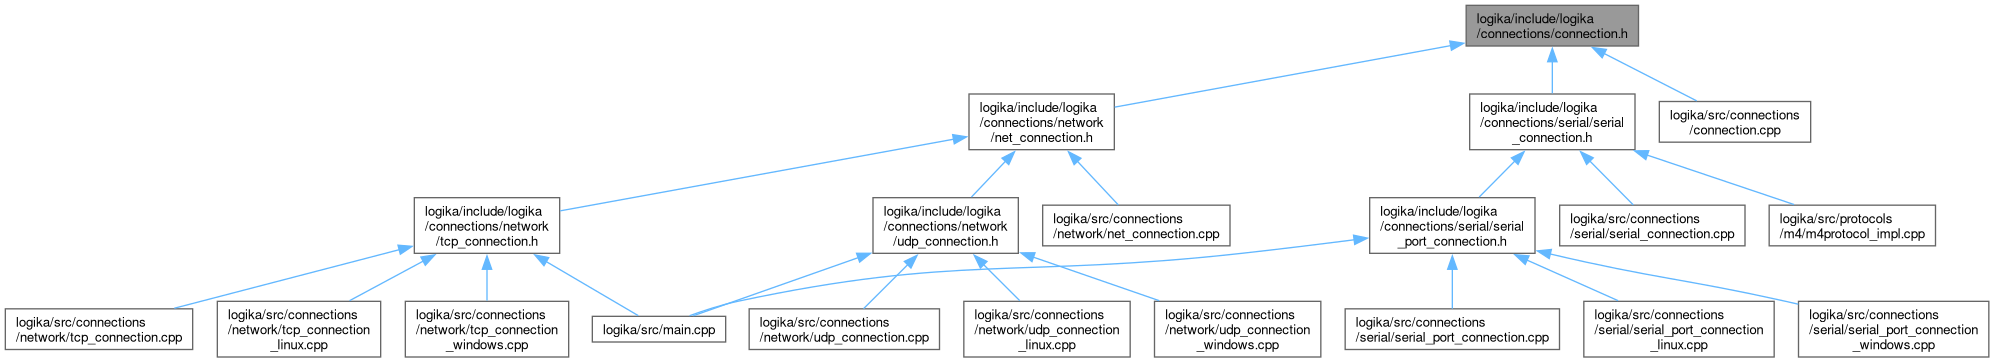 logika/include/logika
/connections/connection.h
logika/include/logika
/connections/network
/net_connection.h
logika/include/logika
/connections/serial/serial
_connection.h
logika/src/connections
/connection.cpp
logika/include/logika
/connections/network
/tcp_connection.h
logika/include/logika
/connections/network
/udp_connection.h
logika/src/connections
/network/net_connection.cpp
logika/include/logika
/connections/serial/serial
_port_connection.h
logika/src/connections
/serial/serial_connection.cpp
logika/src/protocols
/m4/m4protocol_impl.cpp
logika/src/connections
/network/tcp_connection.cpp
logika/src/connections
/network/tcp_connection
_linux.cpp
logika/src/connections
/network/tcp_connection
_windows.cpp
logika/src/main.cpp
logika/src/connections
/network/udp_connection.cpp
logika/src/connections
/network/udp_connection
_linux.cpp
logika/src/connections
/network/udp_connection
_windows.cpp
logika/src/connections
/serial/serial_port_connection.cpp
logika/src/connections
/serial/serial_port_connection
_linux.cpp
logika/src/connections
/serial/serial_port_connection
_windows.cpp